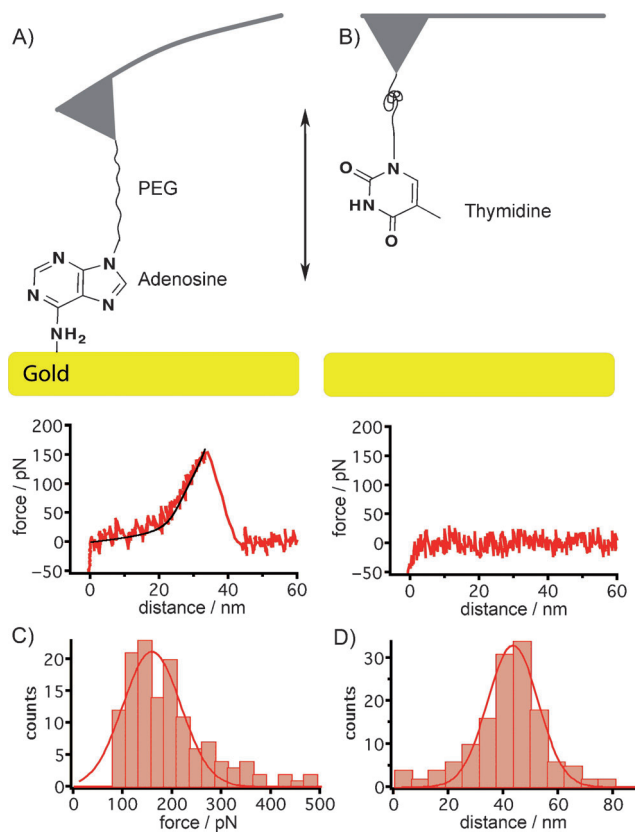 A)
B)
PEG
O
N
HN
O
Thymidine
N
N
N
N
Adenosine
NH2
Gold
200
150
100
50
0
−50
force / pN
0
20
40
60
distance / nm
200
150
100
50
0
−50
force / pN
0
10
20
30
40
50
60
distance / nm
C)
20
15
10
5
0
counts
100
200
300
400
500
force / pN
D)
30
20
10
0
counts
0
20
40
60
80
distance / nm